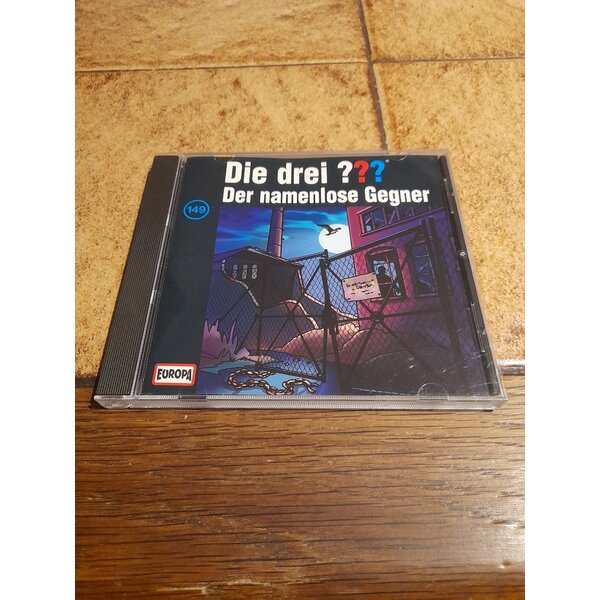 Die drei ???®
Der namenlose Gegner
149
EUROPA